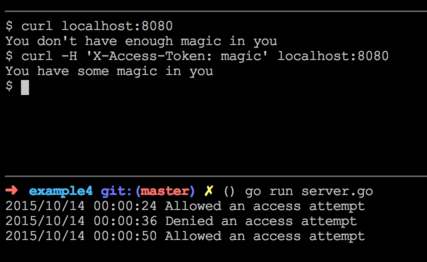 $ curl localhost:8080
You don't have enough magic in you
$ curl -H 'X-Access-Token: magic' localhost:8080
You have some magic in you
$
➜ example4 git:(master) ✗ () go run server.go
2015/10/14 00:00:24 Allowed an access attempt
2015/10/14 00:00:36 Denied an access attempt
2015/10/14 00:00:50 Allowed an access attempt